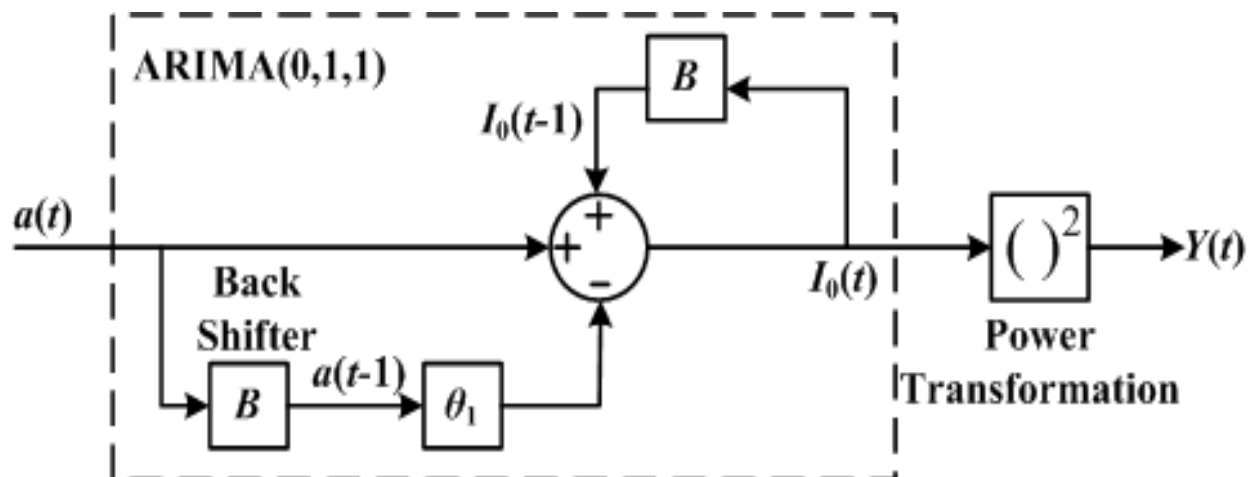 ARIMA(0,1,1)
B
I₀(t-1)
a(t)
+
+
-
( )²
Y(t)
I₀(t)
Back
Shifter
Power
Transformation
a(t-1)
B
θ₁